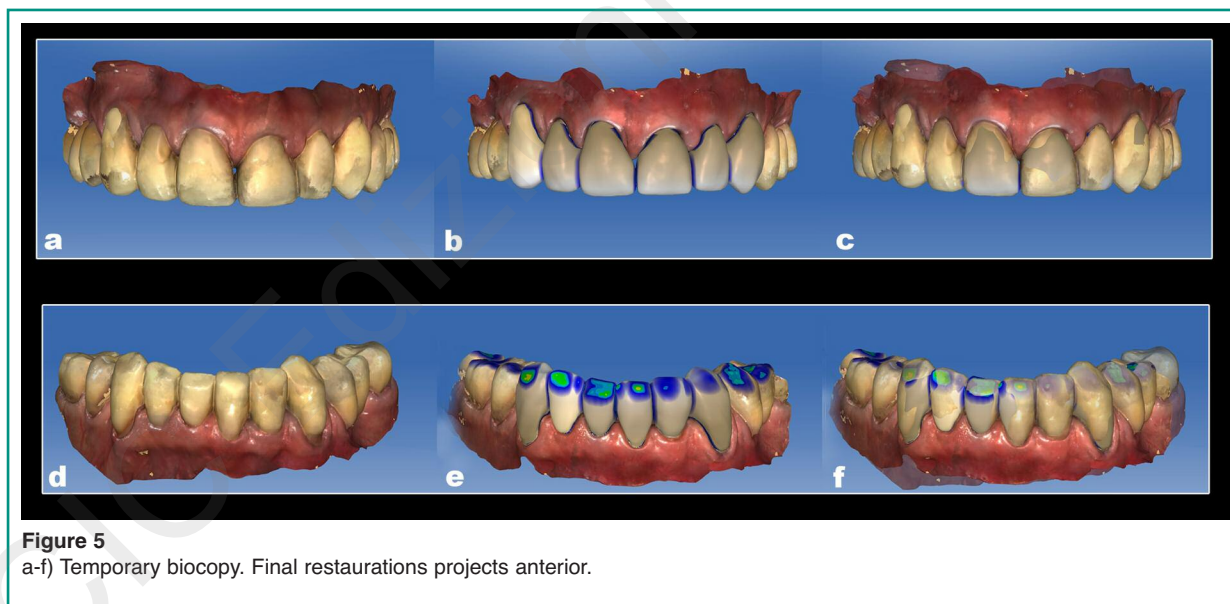 a
b
c
d
e
f
Figure 5
a-f) Temporary biocopy. Final restaurations projects anterior.